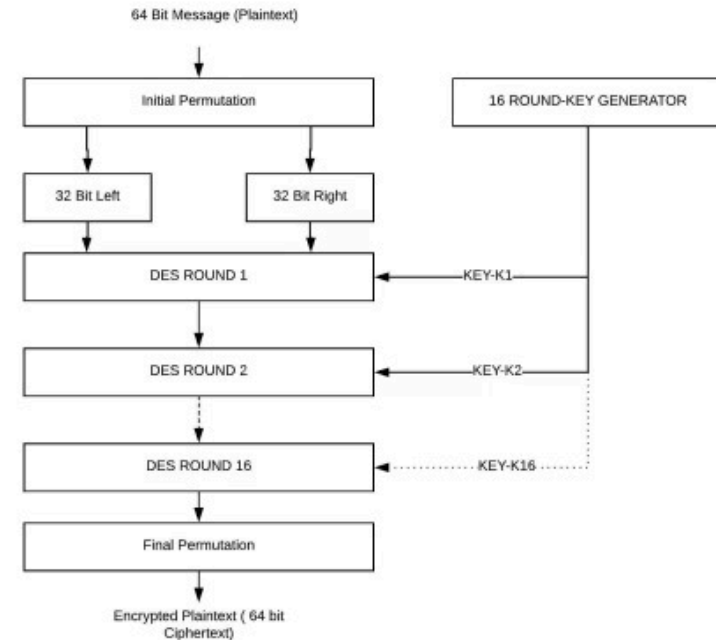 64 Bit Message (Plaintext)
Initial Permutation
16 ROUND-KEY GENERATOR
32 Bit Left
32 Bit Right
DES ROUND 1
KEY-K1
DES ROUND 2
KEY-K2
DES ROUND 16
KEY-K16
Final Permutation
Encrypted Plaintext ( 64 bit
Ciphertext)